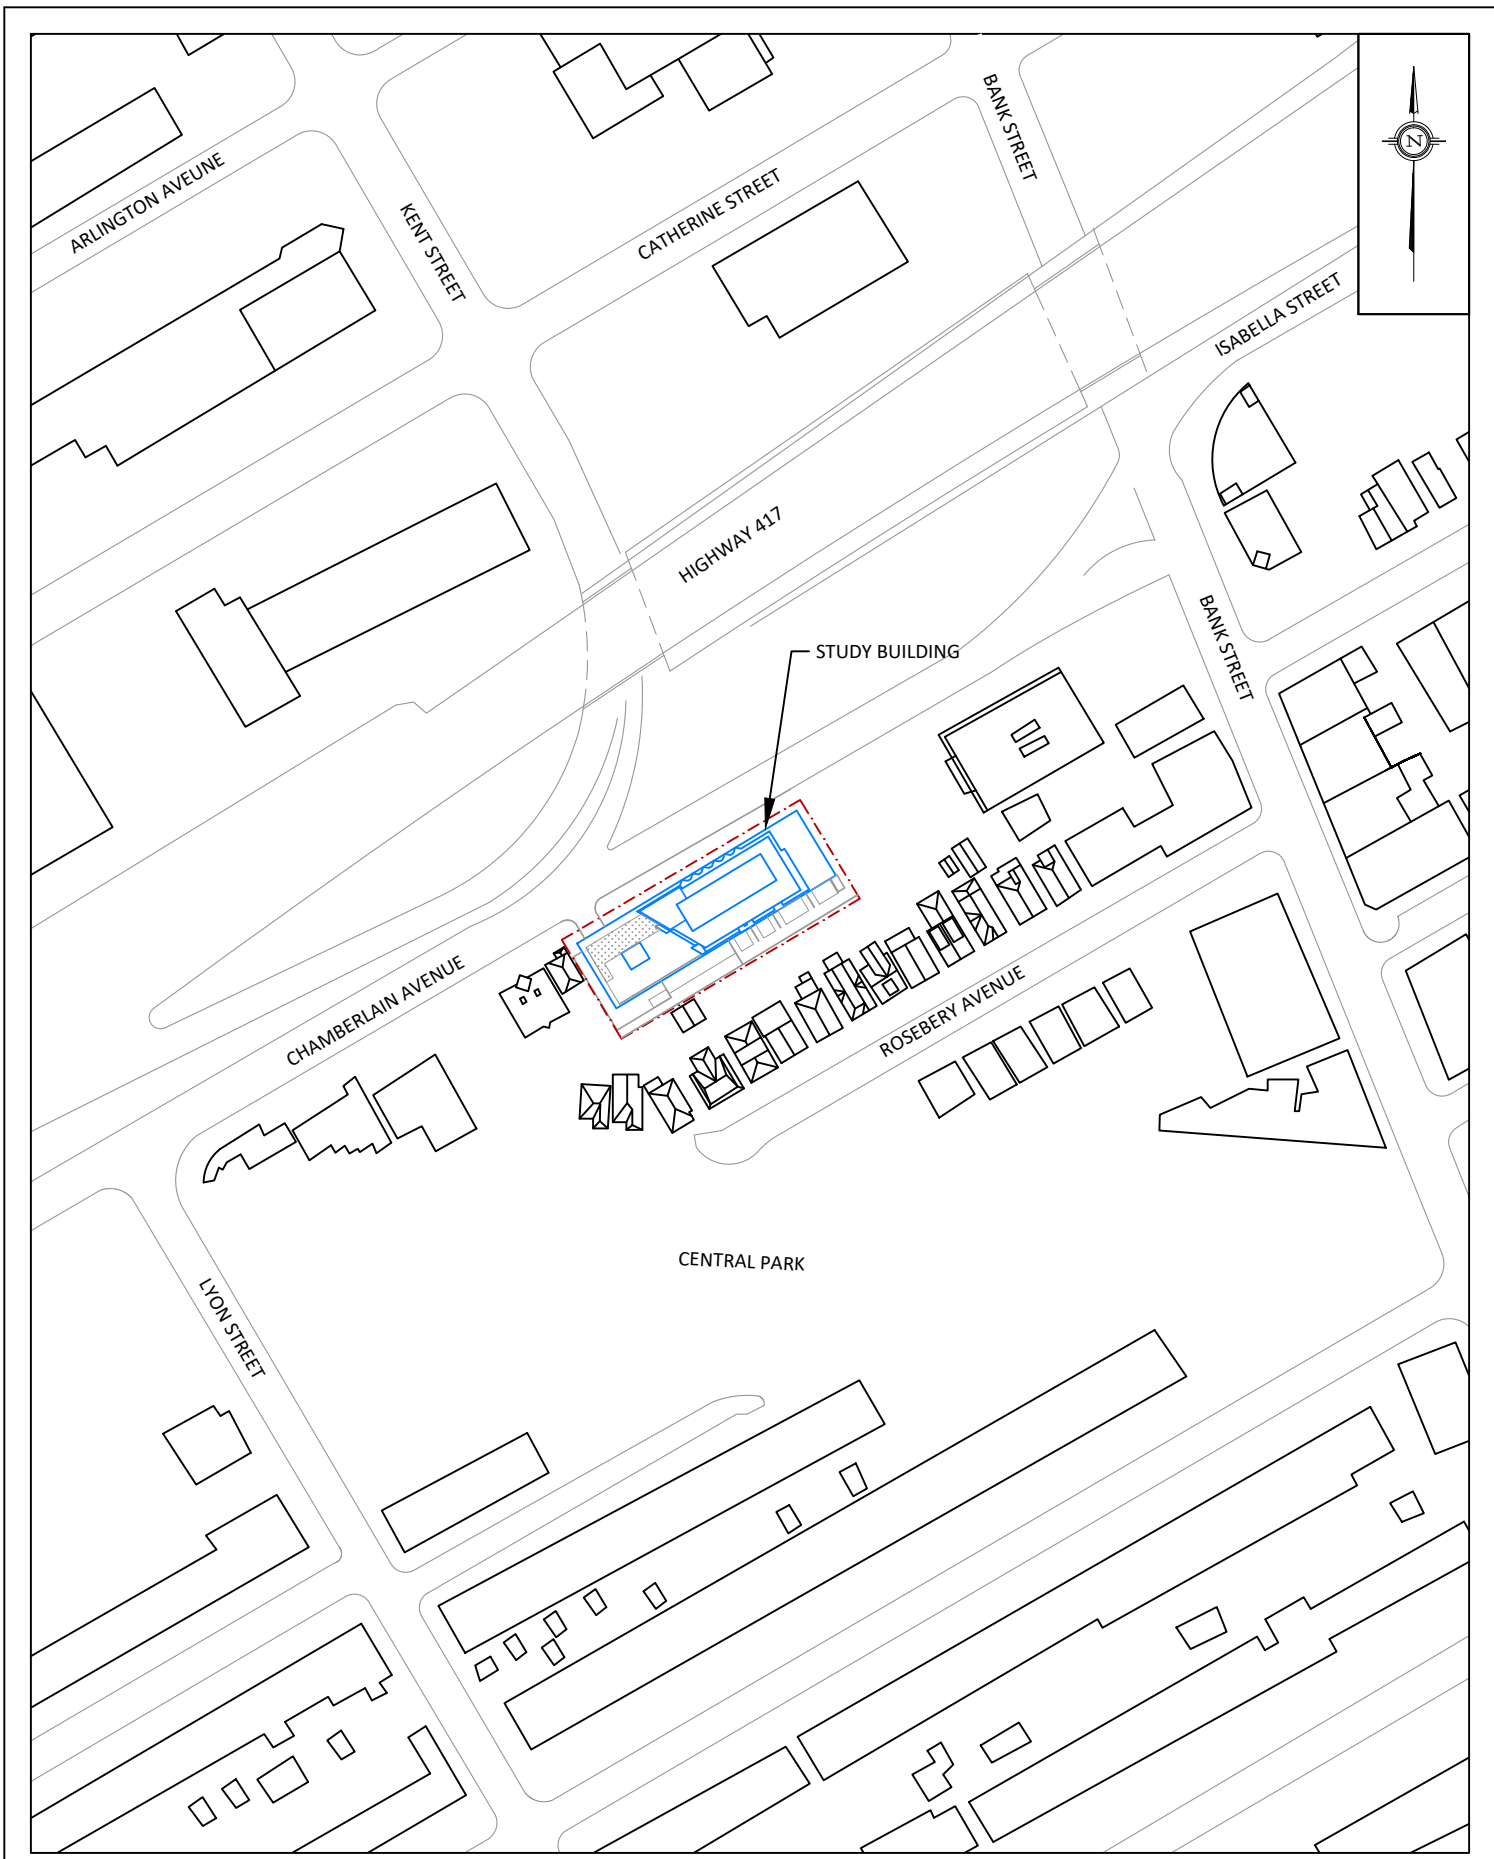 BANK STREET
N
ARLINGTON AVEUNE
CATHERINE STREET
KENT STREET
ISABELLA STREET
HIGHWAY 417
BANK STREET
STUDY BUILDING
CHAMBERLAIN AVENUE
ROSEBERY AVENUE
CENTRAL PARK
LYON STREET